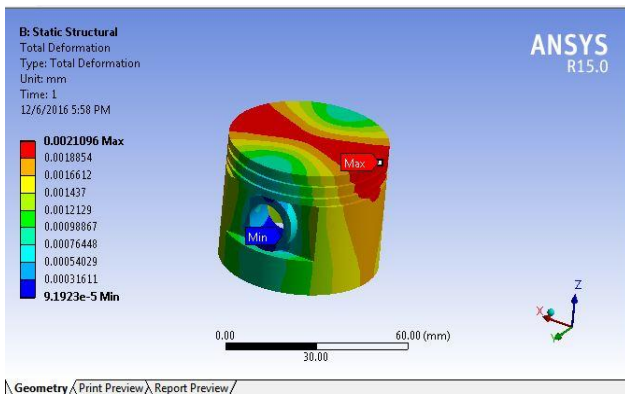 B: Static Structural
Total Deformation
Type: Total Deformation
Unit: mm
Time: 1
12/6/2016 5:58 PM
ANSYS
R15.0
0.0021096 Max
0.0018854
0.0016612
0.001437
0.0012129
0.00098867
0.00076448
0.00054029
0.00031611
9.1923e-5 Min
Max
Min
0.00
60.00 (mm)
30.00
Z
X
Y
Geometry / Print Preview / Report Preview /